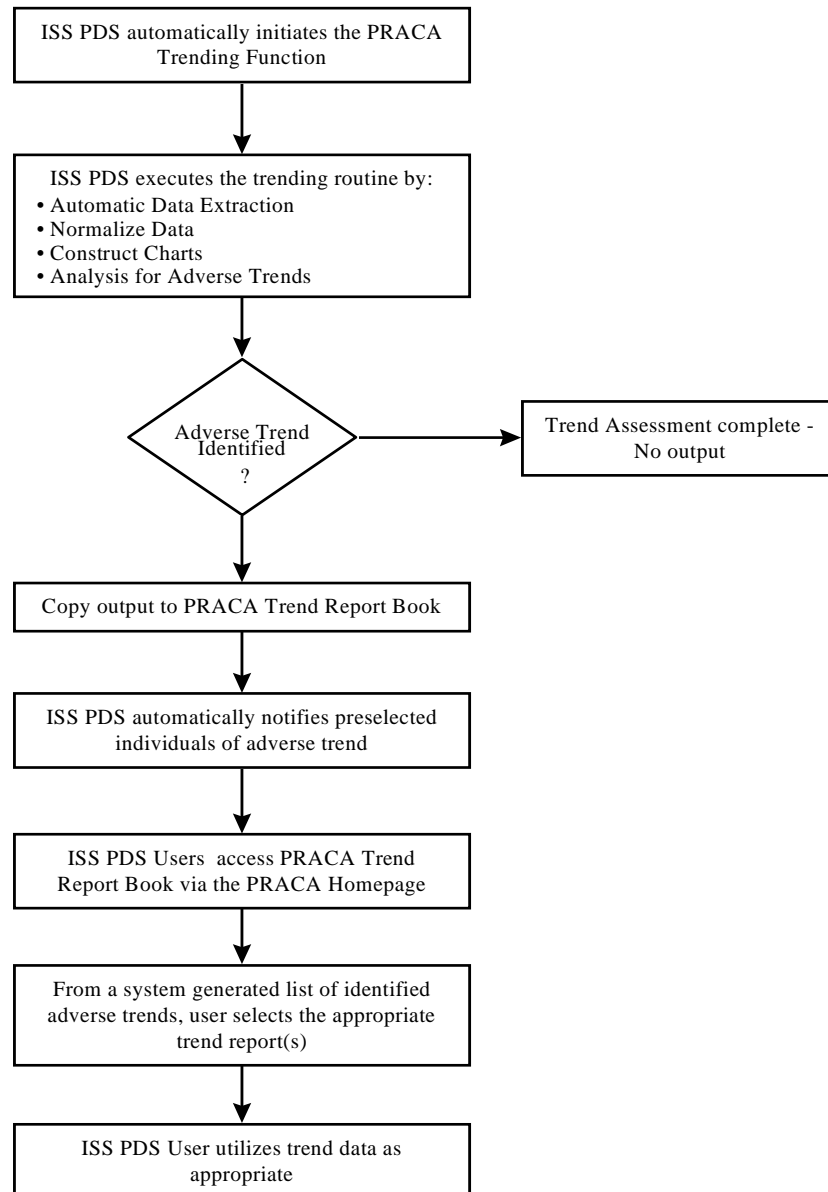 ISS PDS automatically initiates the PRACA
Trending Function
ISS PDS executes the trending routine by:
• Automatic Data Extraction
• Normalize Data
• Construct Charts
• Analysis for Adverse Trends
Adverse Trend
Identified
?
Trend Assessment complete -
No output
Copy output to PRACA Trend Report Book
ISS PDS automatically notifies preselected
individuals of adverse trend
ISS PDS Users access PRACA Trend
Report Book via the PRACA Homepage
From a system generated list of identified
adverse trends, user selects the appropriate
trend report(s)
ISS PDS User utilizes trend data as
appropriate